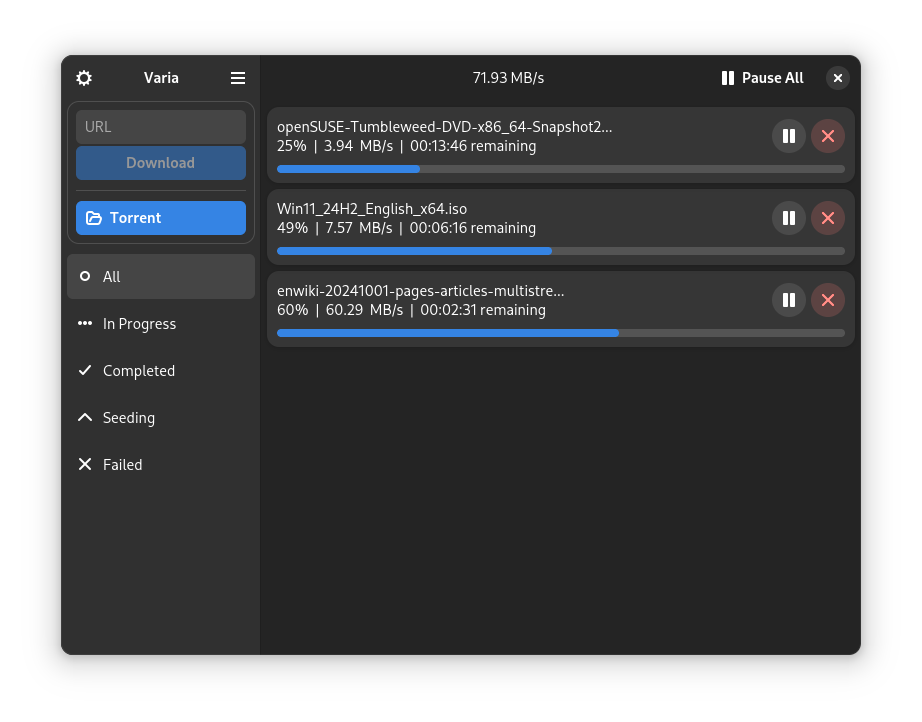 Varia
71.93 MB/s
Pause All
URL
Download
Torrent
All
In Progress
Completed
Seeding
Failed
openSUSE-Tumbleweed-DVD-x86_64-Snapshot2...
25% | 3.94 MB/s | 00:13:46 remaining
Win11_24H2_English_x64.iso
49% | 7.57 MB/s | 00:06:16 remaining
enwiki-20241001-pages-articles-multistre...
60% | 60.29 MB/s | 00:02:31 remaining